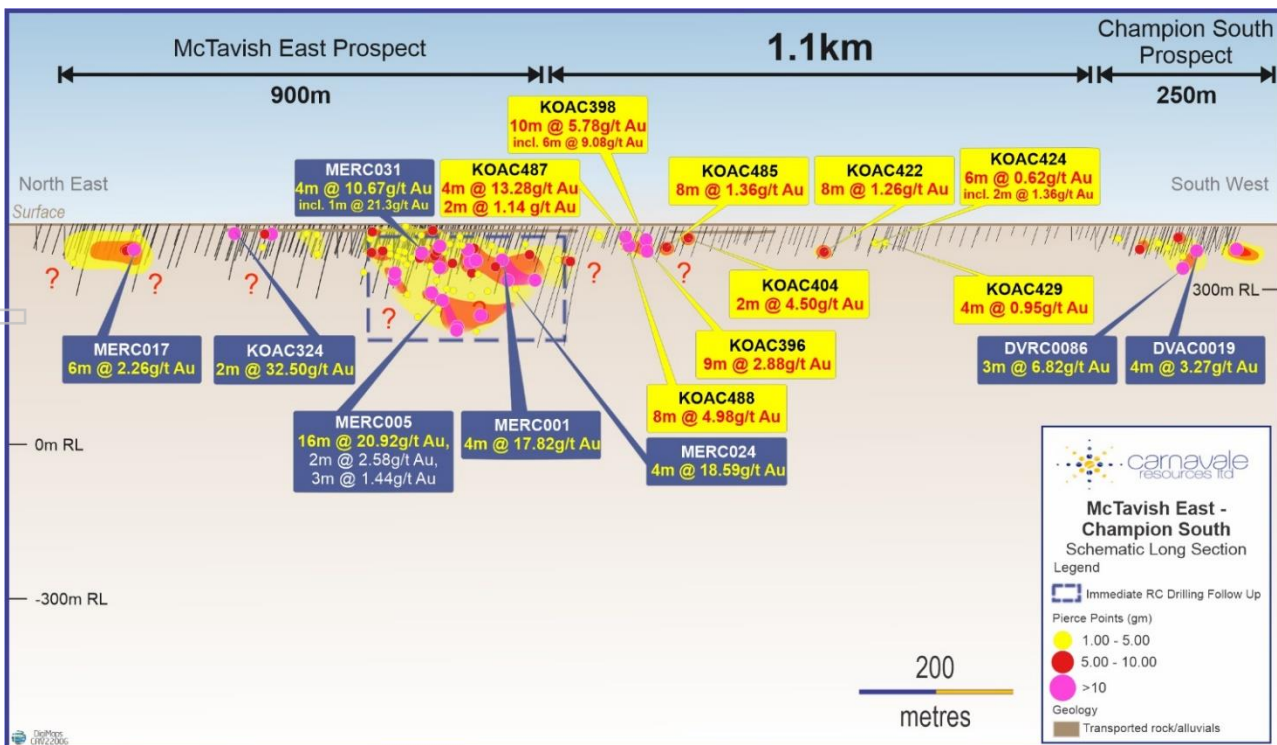 McTavish East Prospect
1.1km
Champion South
Prospect
900m
250m
KOAC398
10m @ 5.78g/t Au
incl. 6m @ 9.08g/t Au
MERC031
4m @ 10.67g/t Au
incl. 1m @ 21.3g/t Au
KOAC487
4m @ 13.28g/t Au
2m @ 1.14 g/t Au
KOAC485
8m @ 1.36g/t Au
KOAC422
8m @ 1.26g/t Au
KOAC424
6m @ 0.62g/t Au
incl. 2m @ 1.36g/t Au
North East
South West
Surface
?
?
?
?
?
?
?
300m RL
KOAC404
2m @ 4.50g/t Au
KOAC429
4m @ 0.95g/t Au
MERC017
6m @ 2.26g/t Au
KOAC324
2m @ 32.50g/t Au
KOAC396
9m @ 2.88g/t Au
DVRC0086
3m @ 6.82g/t Au
DVAC0019
4m @ 3.27g/t Au
KOAC488
8m @ 4.98g/t Au
MERC005
16m @ 20.92g/t Au,
2m @ 2.58g/t Au,
3m @ 1.44g/t Au
MERC001
4m @ 17.82g/t Au
MERC024
4m @ 18.59g/t Au
0m RL
-300m RL
carnavale
resources ltd
McTavish East -
Champion South
Schematic Long Section
Legend
Immediate RC Drilling Follow Up
Pierce Points (gm)
1.00 - 5.00
5.00 - 10.00
>10
Geology
Transported rock/alluvials
200
metres
DigMaps
CAV22006